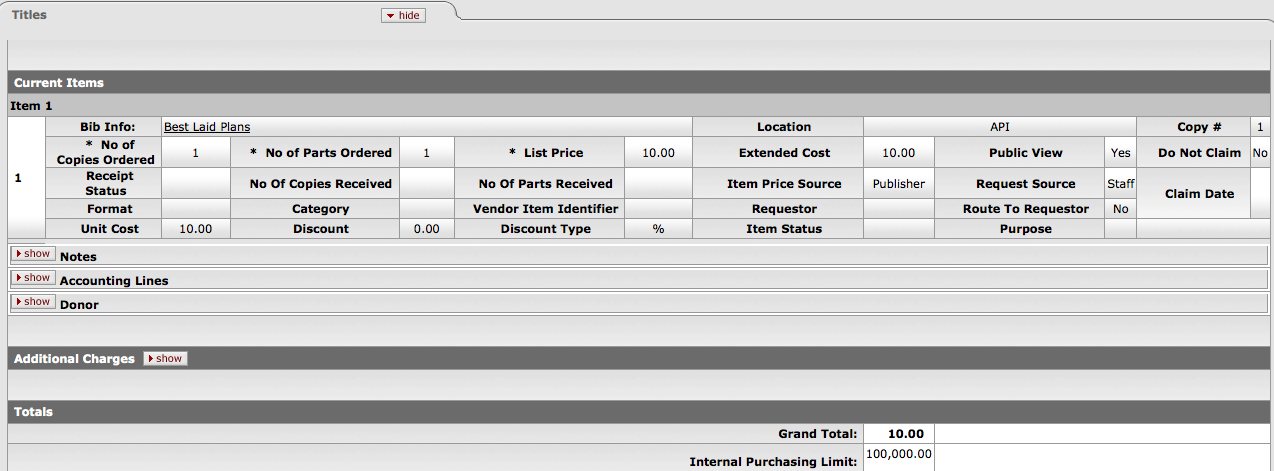 Titles hide
Current Items
Item 1
1 Bib Info: Best Laid Plans Location API Copy # 1
* No of Copies Ordered 1 * No of Parts Ordered 1 * List Price 10.00 Extended Cost 10.00 Public View Yes Do Not Claim No
Receipt Status No Of Copies Received No Of Parts Received Item Price Source Publisher Request Source Staff Claim Date
Format Category Vendor Item Identifier Requestor Route To Requestor No
Unit Cost 10.00 Discount 0.00 Discount Type % Item Status Purpose
show Notes
show Accounting Lines
show Donor
Additional Charges show
Totals
Grand Total: 10.00
Internal Purchasing Limit: 100,000.00